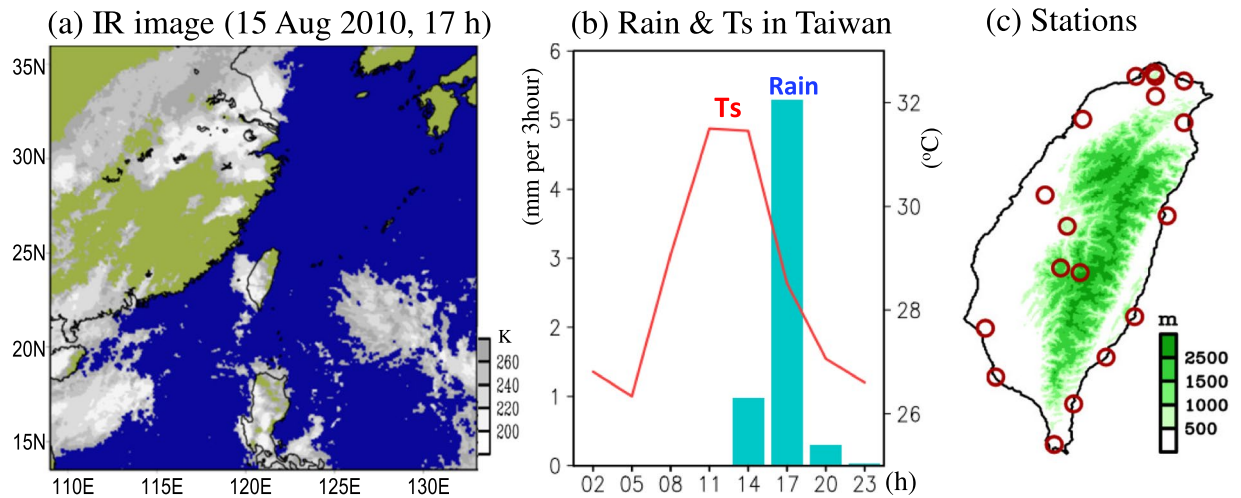 (a) IR image (15 Aug 2010, 17 h)
35N
30N
25N
20N
15N
110E 115E 120E 125E 130E
K
260
240
220
200
(b) Rain & Ts in Taiwan
(mm per 3hour)
6
5
4
3
2
1
0
Ts
Rain
32
30
28
26
(ºC)
02 05 08 11 14 17 20 23 (h)
(c) Stations
m
2500
1500
1000
500